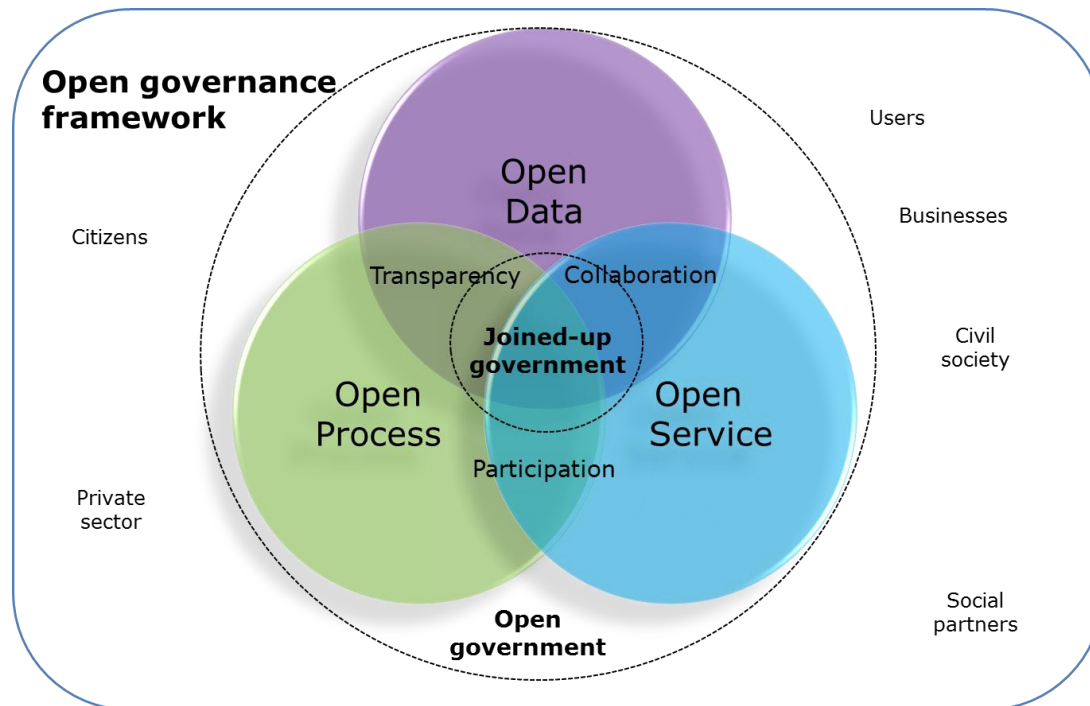 Open governance
framework
Users
Businesses
Citizens
Open
Data
Transparency
Collaboration
Joined-up
government
Civil
society
Open
Process
Open
Service
Participation
Private
sector
Open
government
Social
partners